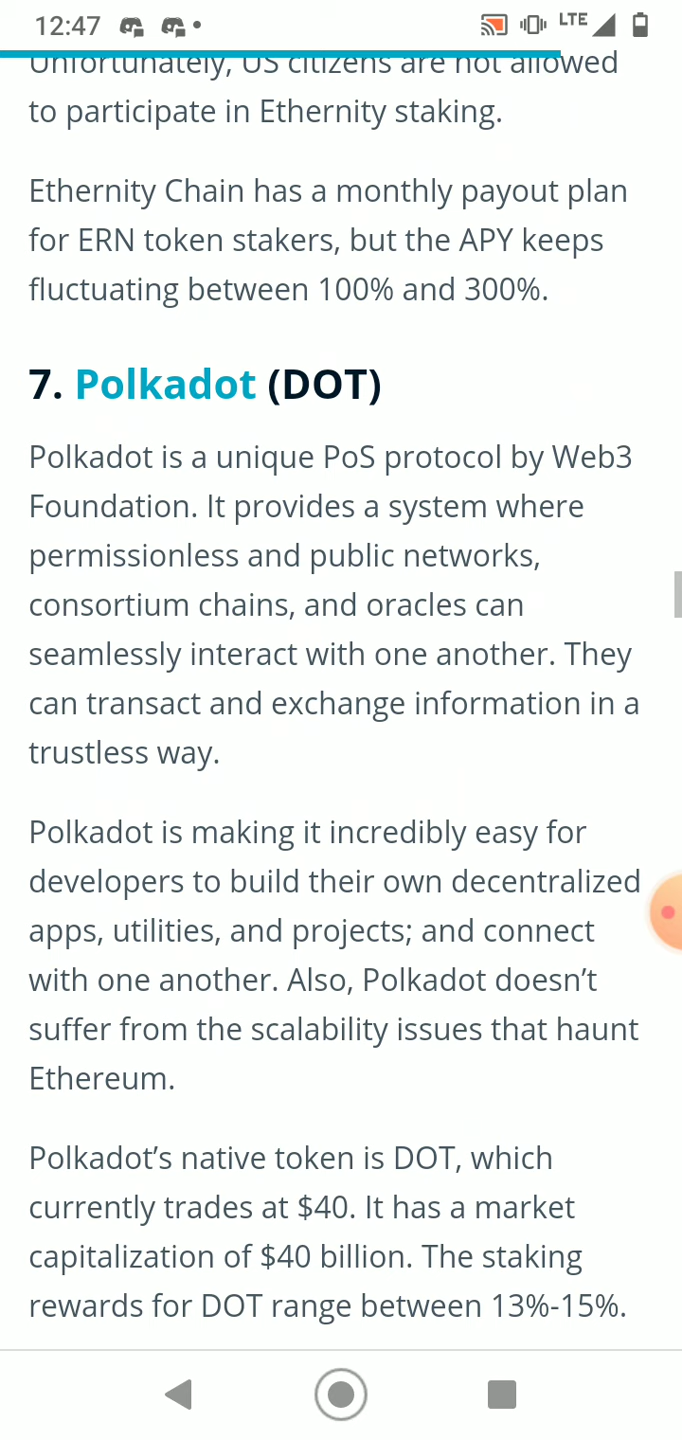 12:47
LTE
Unfortunately, US citizens are not allowed
to participate in Ethernity staking.
Ethernity Chain has a monthly payout plan
for ERN token stakers, but the APY keeps
fluctuating between 100% and 300%.
7. Polkadot (DOT)
Polkadot is a unique PoS protocol by Web3
Foundation. It provides a system where
permissionless and public networks,
consortium chains, and oracles can
seamlessly interact with one another. They
can transact and exchange information in a
trustless way.
Polkadot is making it incredibly easy for
developers to build their own decentralized
apps, utilities, and projects; and connect
with one another. Also, Polkadot doesn’t
suffer from the scalability issues that haunt
Ethereum.
Polkadot’s native token is DOT, which
currently trades at $40. It has a market
capitalization of $40 billion. The staking
rewards for DOT range between 13%-15%.